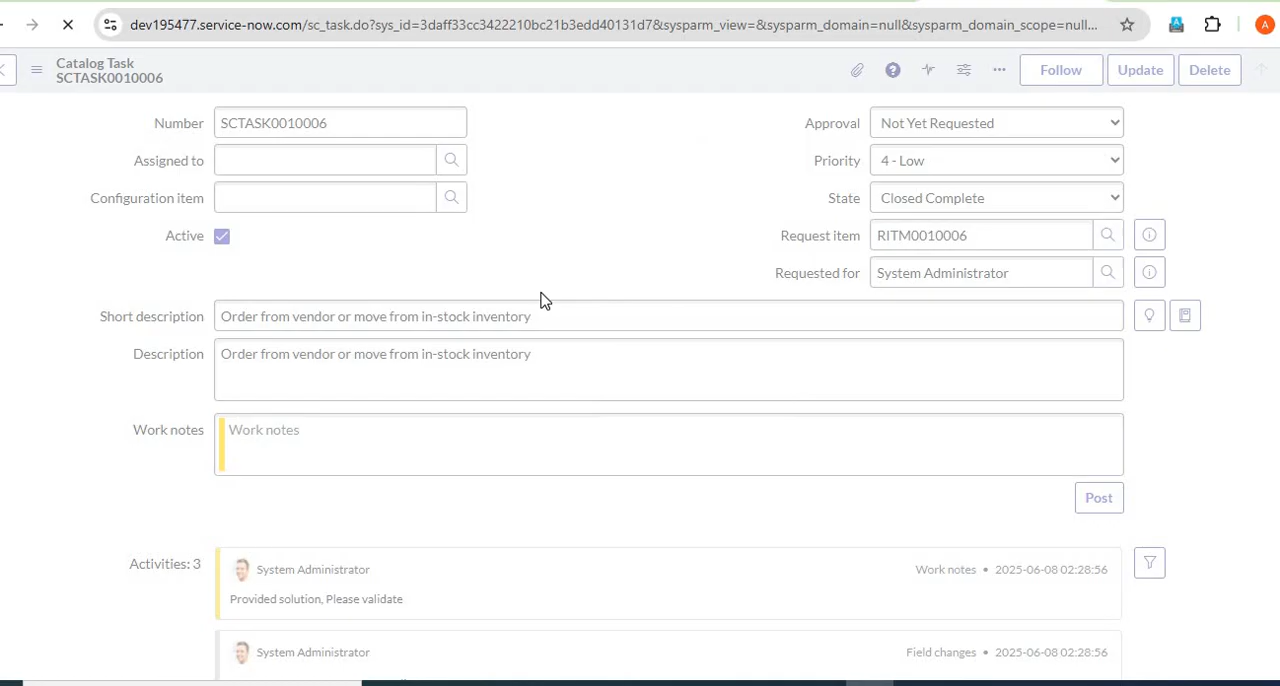 dev195477.service-now.com/sc_task.do?sys_id=3daff33cc3422210bc21b3edd40131d7&sysparm_view=&sysparm_domain=null&sysparm_domain_scope=null...
A
Catalog Task
SCTASK0010006
Follow
Update
Delete
Number
SCTASK0010006
Approval
Not Yet Requested
Assigned to
Priority
4 - Low
Configuration item
State
Closed Complete
Active
Request item
RITM0010006
Requested for
System Administrator
Short description
Order from vendor or move from in-stock inventory
Description
Order from vendor or move from in-stock inventory
Work notes
Work notes
Post
Activities: 3
System Administrator
Work notes • 2025-06-08 02:28:56
Provided solution, Please validate
System Administrator
Field changes • 2025-06-08 02:28:56